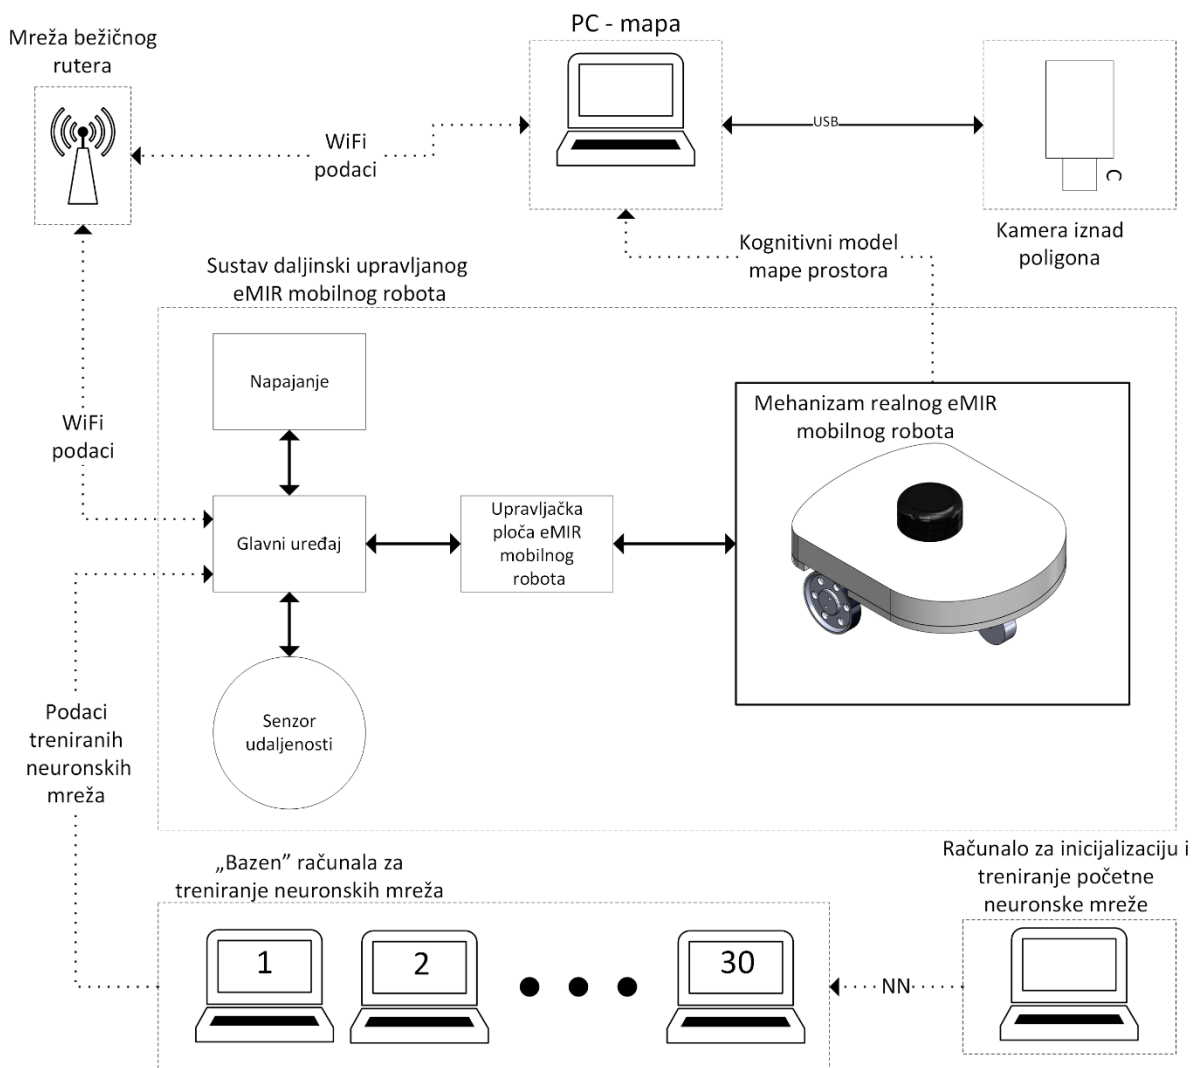 PC - mapa
Mreža bežičnog
rutera
WiFi
podaci
USB
C
Kamera iznad
poligona
Kognitivni model
mape prostora
Sustav daljinski upravljanog
eMIR mobilnog robota
Napajanje
Mehanizam realnog eMIR
mobilnog robota
WiFi
podaci
Glavni uređaj
Upravljačka
ploča eMIR
mobilnog
robota
Senzor
udaljenosti
Podaci
treniranih
neuronskih
mreža
„Bazen” računala za
treniranje neuronskih mreža
Računalo za inicijalizaciju i
treniranje početne
neuronske mreže
1
2
30
NN